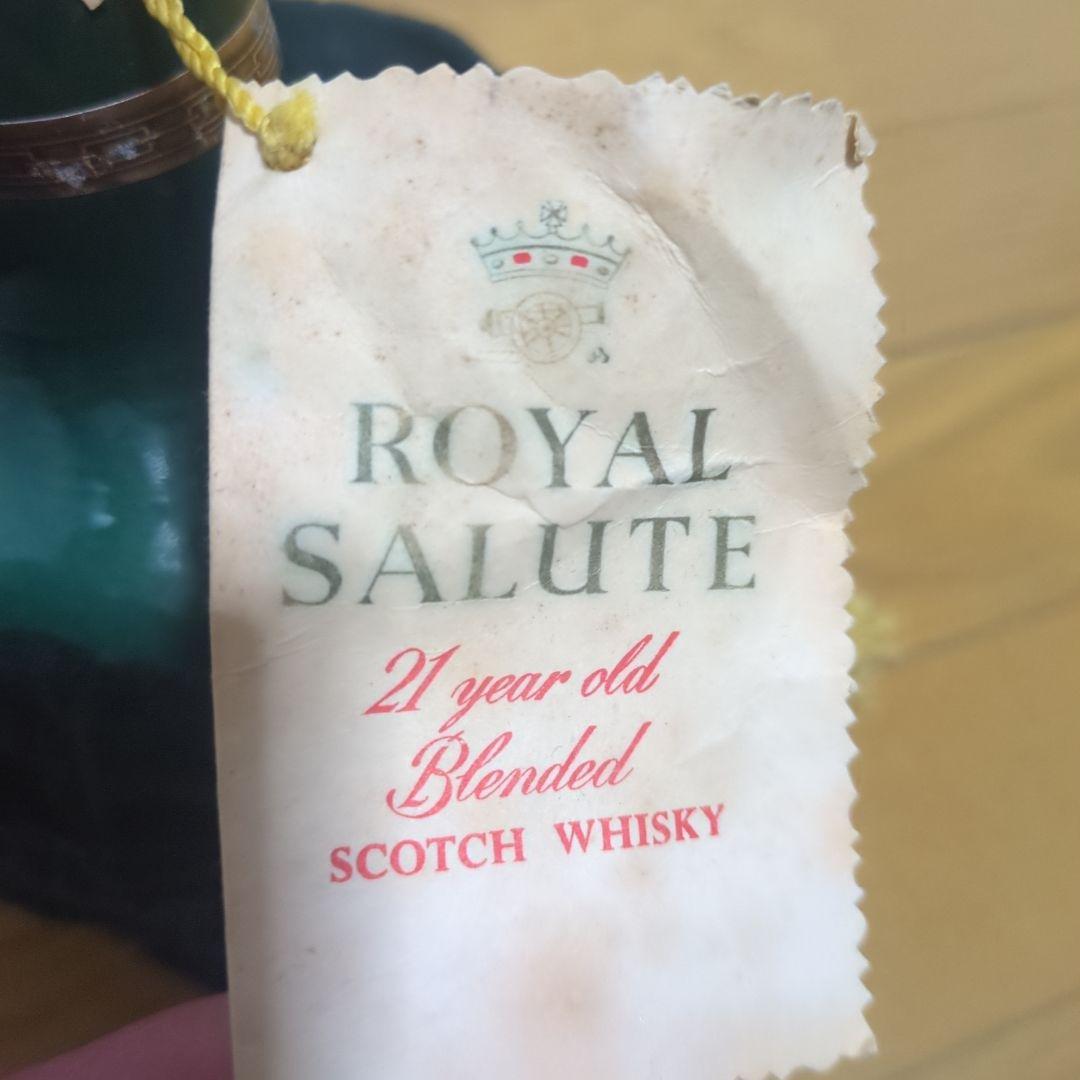 ROYAL
SALUTE
21 year old
Blended
SCOTCH WHISKY